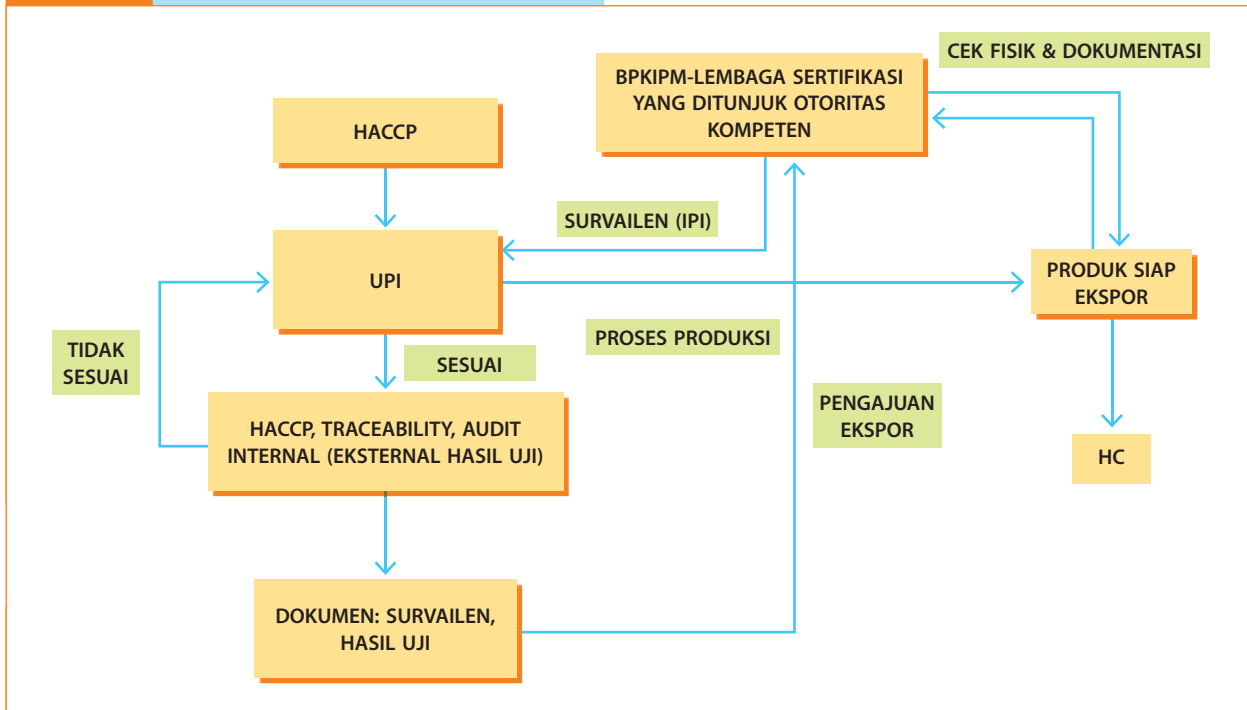 CEK FISIK & DOKUMENTASI
BPKIPM-LEMBAGA SERTIFIKASI
YANG DITUNJUK OTORITAS
KOMPETEN
HACCP
SURVAILEN (IPI)
UPI
PRODUK SIAP
EKSPOR
TIDAK
SESUAI
SESUAI
PROSES PRODUKSI
PENGAJUAN
EKSPOR
HACCP, TRACEABILITY, AUDIT
INTERNAL (EKSTERNAL HASIL UJI)
HC
DOKUMEN: SURVAILEN,
HASIL UJI